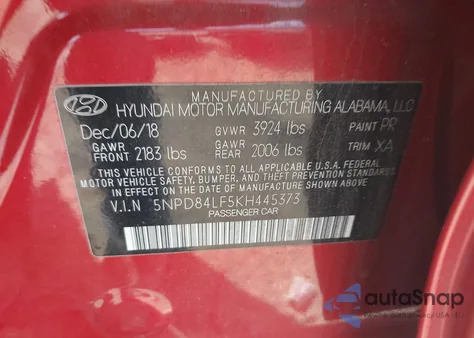 MANUFACTURED BY
HYUNDAI MOTOR MANUFACTURING ALABAMA, LLC
Dec/06/18 GVWR 3924 lbs PAINT PR
GAWR FRONT 2183 lbs GAWR REAR 2006 lbs TRIM XA
THIS VEHICLE CONFORMS TO ALL APPLICABLE U.S.A. FEDERAL
MOTOR VEHICLE SAFETY, BUMPER, AND THEFT PREVENTION STANDARDS
IN EFFECT ON THE DATE OF MANUFACTURE SHOWN ABOVE.
V.I.N 5NPD84LF5KH445373
PASSENGER CAR
autoSnap